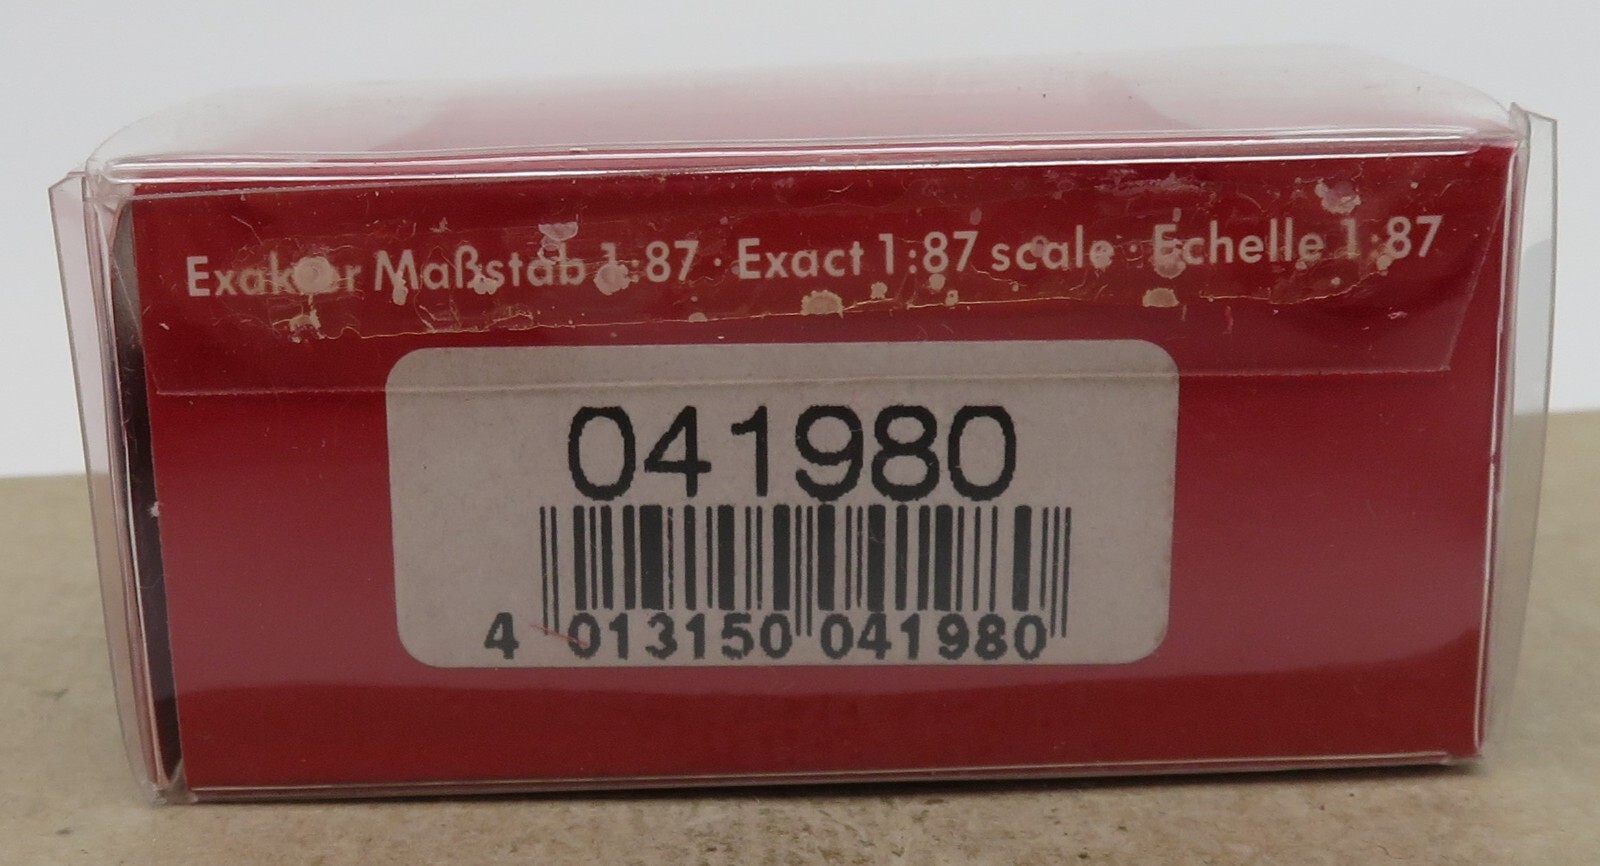 Exakter Maßstab 1:87 · Exact 1:87 scale · Echelle 1:87
041980
4 013150 041980